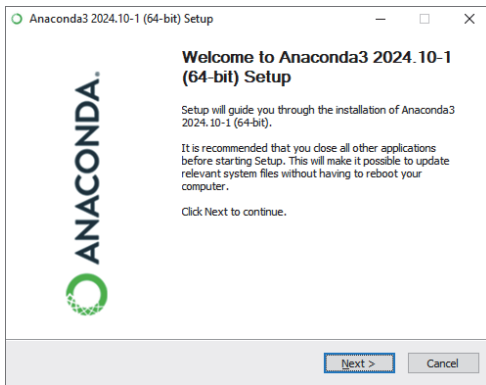 Anaconda3 2024.10-1 (64-bit) Setup
Welcome to Anaconda3 2024.10-1
(64-bit) Setup
Setup will guide you through the installation of Anaconda3
2024.10-1 (64-bit).
It is recommended that you close all other applications
before starting Setup. This will make it possible to update
relevant system files without having to reboot your
computer.
Click Next to continue.
ANACONDA.
Next >
Cancel